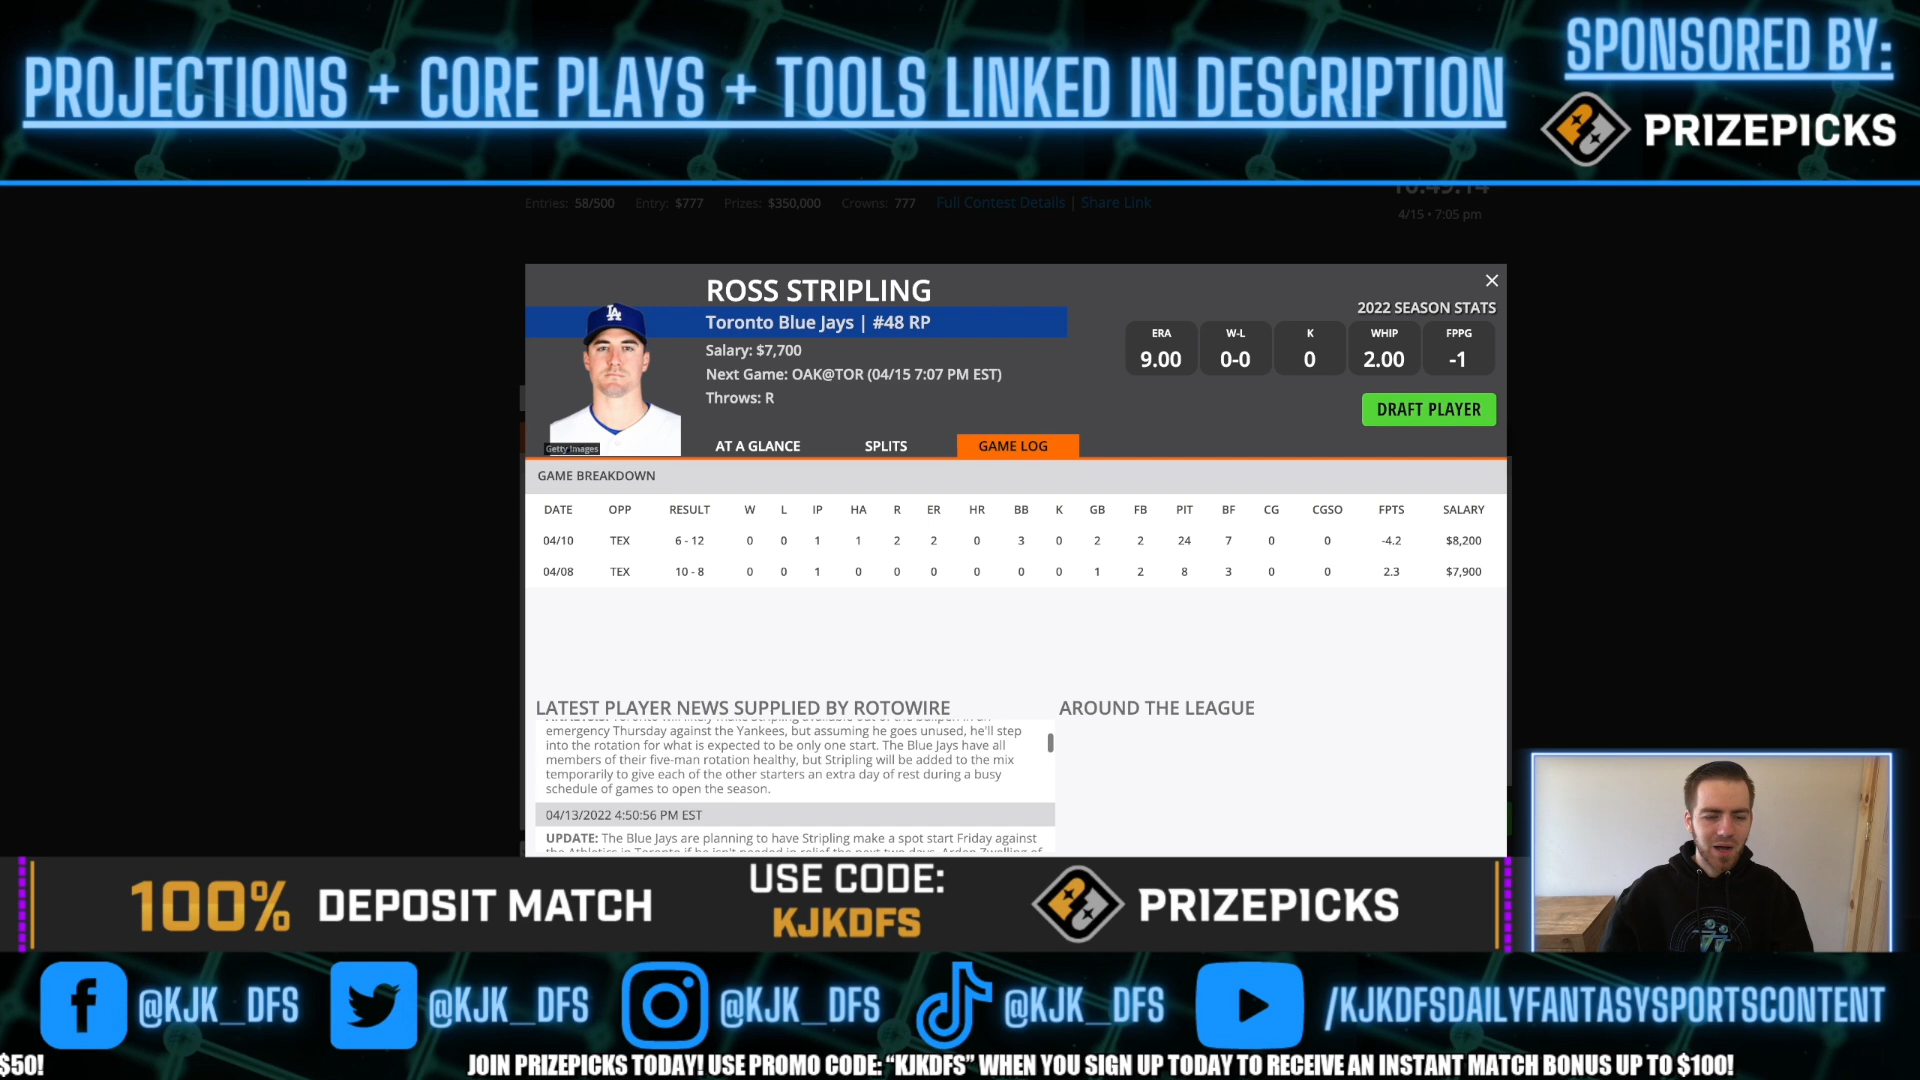 PROJECTIONS + CORE PLAYS + TOOLS LINKED IN DESCRIPTION
SPONSORED BY:
PRIZEPICKS
Entries: 58/500 Entry: $777 Prizes: $350,000 Crowns: 777 Full Contest Details | Share Link
4/15 • 7:05 pm
ROSS STRIPLING
Toronto Blue Jays | #48 RP
Salary: $7,700
Next Game: OAK@TOR (04/15 7:07 PM EST)
Throws: R
LA
Getty Images
2022 SEASON STATS
ERA W-L K WHIP FPPG
9.00 0-0 0 2.00 -1
DRAFT PLAYER
AT A GLANCE SPLITS GAME LOG
GAME BREAKDOWN
DATE OPP RESULT W L IP HA R ER HR BB K GB FB PIT BF CG CGSO FPTS SALARY
04/10 TEX 6 - 12 0 0 1 1 2 2 0 3 0 2 2 24 7 0 0 -4.2 $8,200
04/08 TEX 10 - 8 0 0 1 0 0 0 0 0 0 1 2 8 3 0 0 2.3 $7,900
LATEST PLAYER NEWS SUPPLIED BY ROTOWIRE
emergency Thursday against the Yankees, but assuming he goes unused, he'll step
into the rotation for what is expected to be only one start. The Blue Jays have all
members of their five-man rotation healthy, but Stripling will be added to the mix
temporarily to give each of the other starters an extra day of rest during a busy
schedule of games to open the season.
04/13/2022 4:50:56 PM EST
UPDATE: The Blue Jays are planning to have Stripling make a spot start Friday against
AROUND THE LEAGUE
100% DEPOSIT MATCH
USE CODE:
KJKDFS
PRIZEPICKS
@KJK_DFS @KJK_DFS @KJK_DFS @KJK_DFS /KJKDFSDAILYFANTASYSPORTSCONTENT
$50! JOIN PRIZEPICKS TODAY! USE PROMO CODE: “KJKDFS” WHEN YOU SIGN UP TODAY TO RECEIVE AN INSTANT MATCH BONUS UP TO $100!